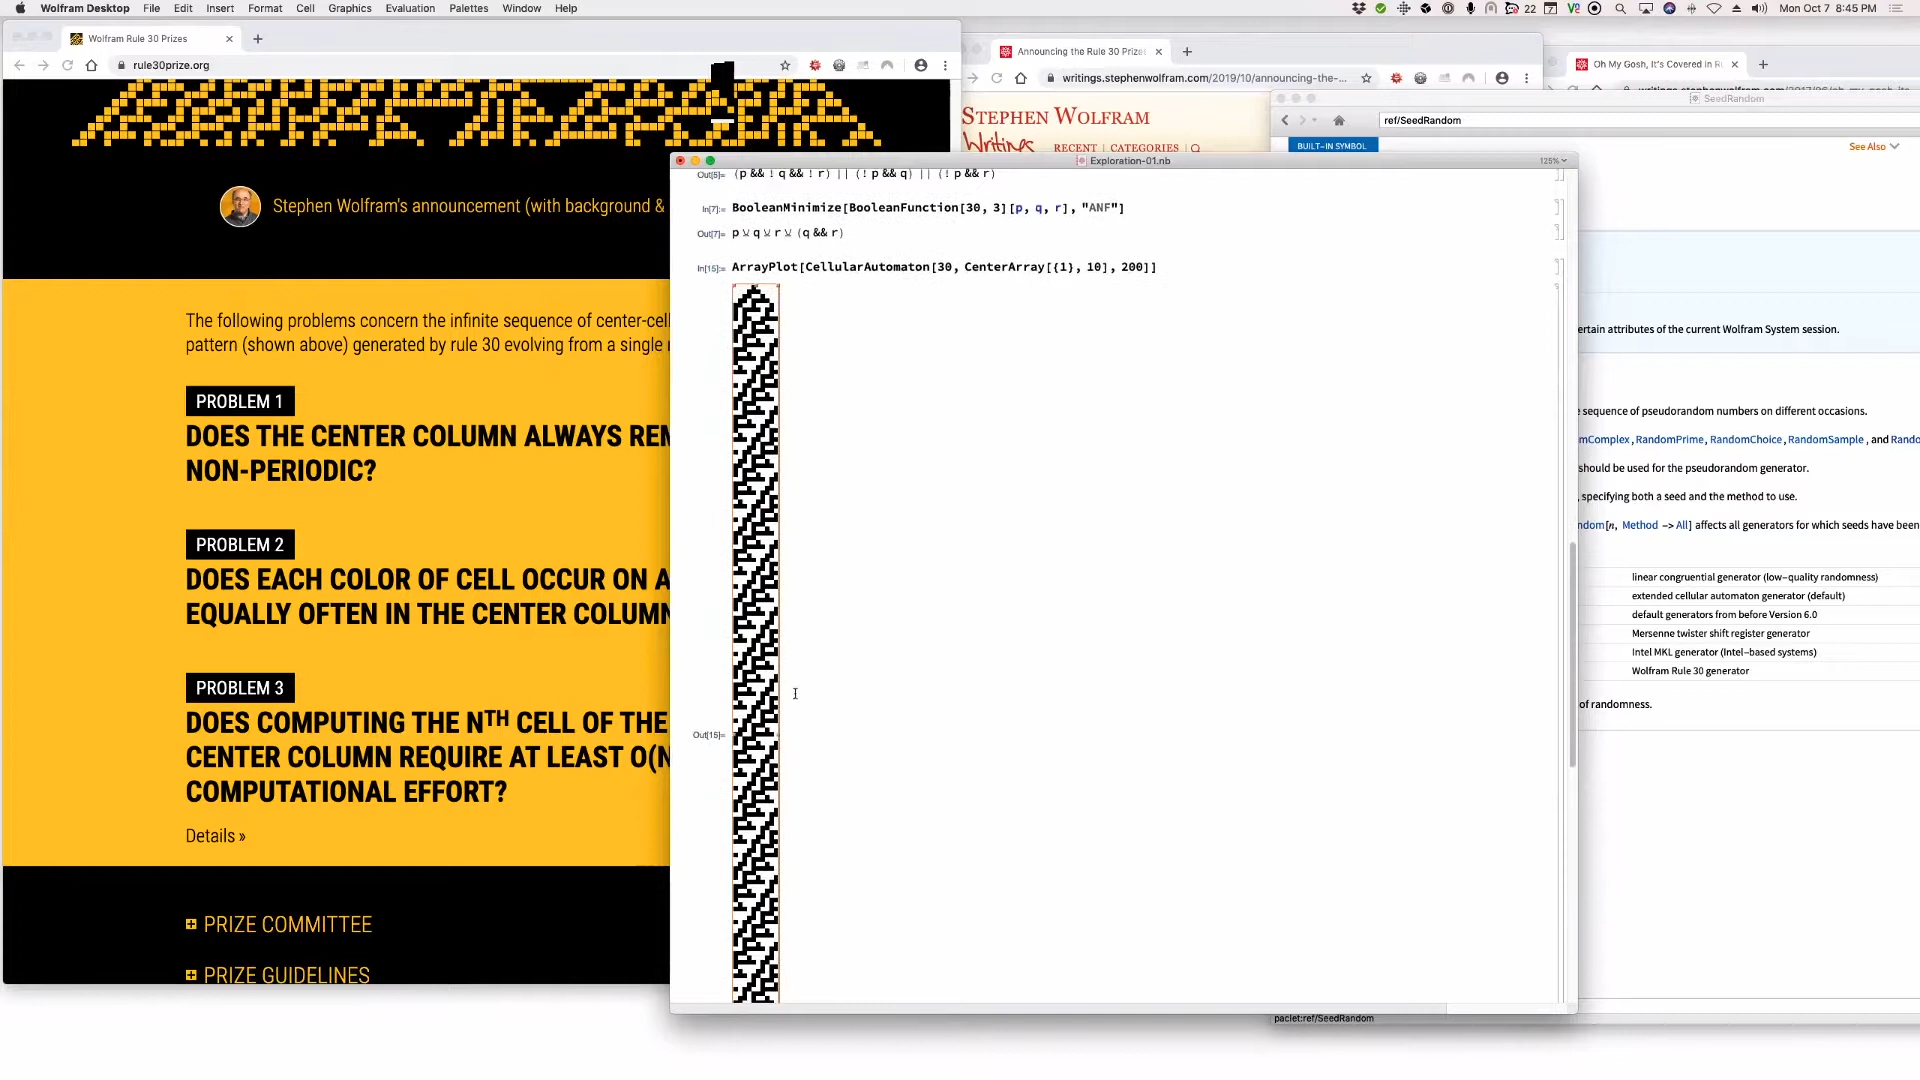 Wolfram Desktop File Edit Insert Format Cell Graphics Evaluation Palettes Window Help
22 Mon Oct 7 8:45 PM
Wolfram Rule 30 Prizes
rule30prize.org
Stephen Wolfram's announcement (with background &
The following problems concern the infinite sequence of center-cel
pattern (shown above) generated by rule 30 evolving from a single
PROBLEM 1
DOES THE CENTER COLUMN ALWAYS REM
NON-PERIODIC?
PROBLEM 2
DOES EACH COLOR OF CELL OCCUR ON A
EQUALLY OFTEN IN THE CENTER COLUMN
PROBLEM 3
DOES COMPUTING THE NTH CELL OF THE
CENTER COLUMN REQUIRE AT LEAST O(N
COMPUTATIONAL EFFORT?
Details »
PRIZE COMMITTEE
PRIZE GUIDELINES
Announcing the Rule 30 Prize
writings.stephenwolfram.com/2019/10/announcing-the-...
STEPHEN WOLFRAM
Writings
RECENT | CATEGORIES |
Oh My Gosh, It's Covered in R
SeedRandom
ref/SeedRandom
BUILT-IN SYMBOL
See Also
Exploration-01.nb
125%
Out[5]= (p && ! q && ! r) || (! p && q) || (! p && r)
In[7]:= BooleanMinimize[BooleanFunction[30, 3][p, q, r], "ANF"]
Out[7]= p ⊻ q ⊻ r ⊻ (q && r)
In[15]:= ArrayPlot[CellularAutomaton[30, CenterArray[{1}, 10], 200]]
Out[15]=
ertain attributes of the current Wolfram System session.
sequence of pseudorandom numbers on different occasions.
mComplex, RandomPrime, RandomChoice, RandomSample, and Rando
should be used for the pseudorandom generator.
, specifying both a seed and the method to use.
ndom[n, Method -> All] affects all generators for which seeds have been
linear congruential generator (low-quality randomness)
extended cellular automaton generator (default)
default generators from before Version 6.0
Mersenne twister shift register generator
Intel MKL generator (Intel-based systems)
Wolfram Rule 30 generator
of randomness.
paclet:ref/SeedRandom